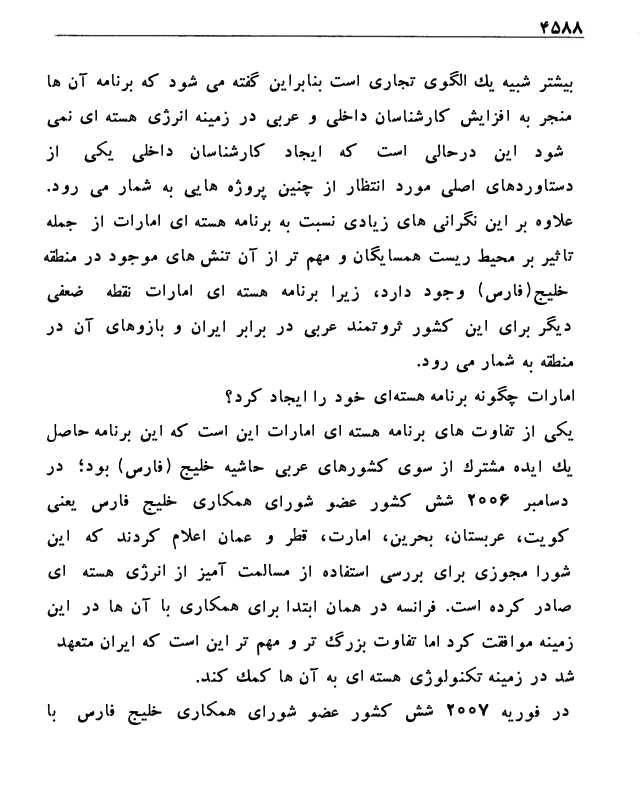 ۴۵۸۸
بیشتر شبیه یك الگوی تجاری است بنابراین گفته می شود که برنامه آن ها
منجر به افزایش کارشناسان داخلی و عربی در زمینه انرژی هسته ای نمی
شود این درحالی است که ایجاد کارشناسان داخلی یکی از
دستاوردهای اصلی مورد انتظار از چنین پروژه هایی به شمار می رود.
علاوه بر این نگرانی های زیادی نسبت به برنامه هسته ای امارات از جمله
تاثیر بر محیط ریست همسایگان و مهم تر از آن تنش های موجود در منطقه
خلیج(فارس) وجود دارد، زیرا برنامه هسته ای امارات نقطه ضعفی
دیگر برای این کشور ثروتمند عربی در برابر ایران و بازوهای آن در
منطقه به شمار می رود.
امارات چگونه برنامه هسته‌ای خود را ایجاد کرد؟
یکی از تفاوت های برنامه هسته ای امارات این است که این برنامه حاصل
یك ایده مشترك از سوی کشورهای عربی حاشیه خلیج (فارس) بود؛ در
دسامبر ۲۰۰۶ شش کشور عضو شورای همکاری خلیج فارس یعنی
کویت، عربستان، بحرین، امارت، قطر و عمان اعلام کردند که این
شورا مجوزی برای بررسی استفاده از مسالمت آمیز از انرژی هسته ای
صادر کرده است. فرانسه در همان ابتدا برای همکاری با آن ها در این
زمینه موافقت کرد اما تفاوت بزرگ تر و مهم تر این است که ایران متعهد
شد در زمینه تکنولوژی هسته ای به آن ها کمك کند.
در فوریه ۲۰۰۷ شش کشور عضو شورای همکاری خلیج فارس با